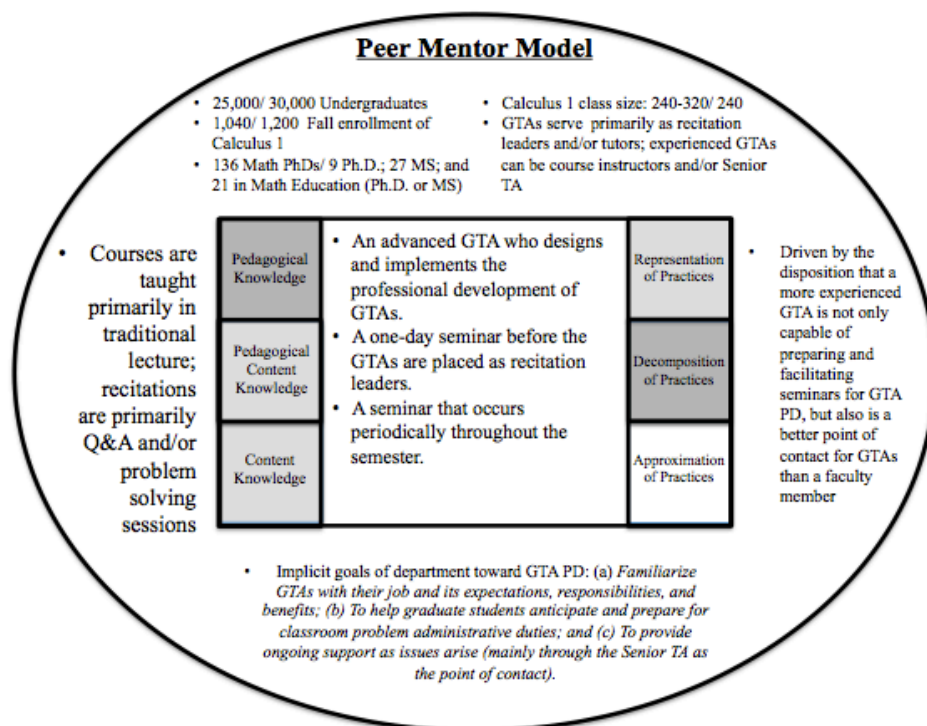 Peer Mentor Model
• 25,000/ 30,000 Undergraduates
• 1,040/ 1,200 Fall enrollment of
Calculus 1
• 136 Math PhDs/ 9 Ph.D.; 27 MS; and
21 in Math Education (Ph.D. or MS)
• Calculus 1 class size: 240-320/ 240
• GTAs serve primarily as recitation
leaders and/or tutors; experienced GTAs
can be course instructors and/or Senior
TA
• Courses are
taught
primarily in
traditional
lecture;
recitations
are primarily
Q&A and/or
problem
solving
sessions
Pedagogical
Knowledge
Pedagogical
Content
Knowledge
Content
Knowledge
• An advanced GTA who designs
and implements the
professional development of
GTAs.
• A one-day seminar before the
GTAs are placed as recitation
leaders.
• A seminar that occurs
periodically throughout the
semester.
Representation
of Practices
Decomposition
of Practices
Approximation
of Practices
• Driven by the
disposition that a
more experienced
GTA is not only
capable of
preparing and
facilitating
seminars for GTA
PD, but also is a
better point of
contact for GTAs
than a faculty
member
• Implicit goals of department toward GTA PD: (a) Familiarize
GTAs with their job and its expectations, responsibilities, and
benefits; (b) To help graduate students anticipate and prepare for
classroom problem administrative duties; and (c) To provide
ongoing support as issues arise (mainly through the Senior TA as
the point of contact).